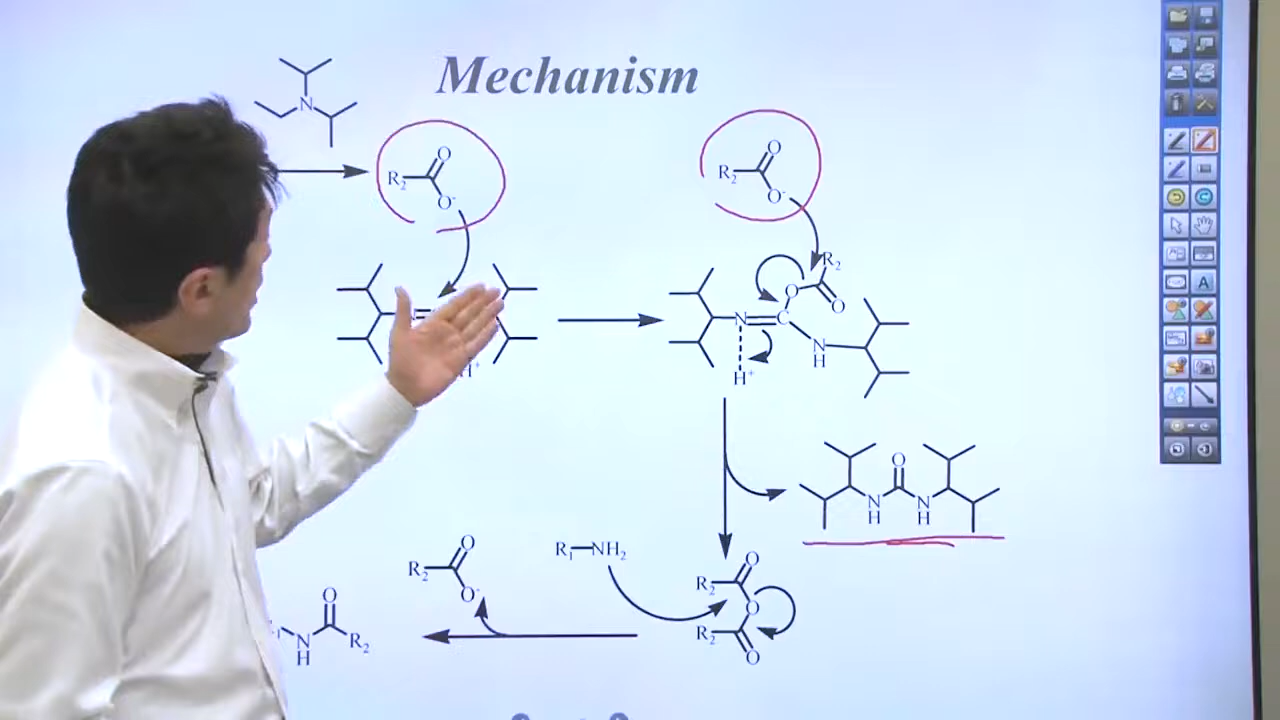 Mechanism
N
R₂
O
O⁻
R₂
O
O⁻
H⁺
R₂
O
O
N
C
N
H
H⁺
O
N
H
N
H
R₂
O
O⁻
R₁
NH₂
R₂
O
O
R₂
O
N
H
O
R₂
A